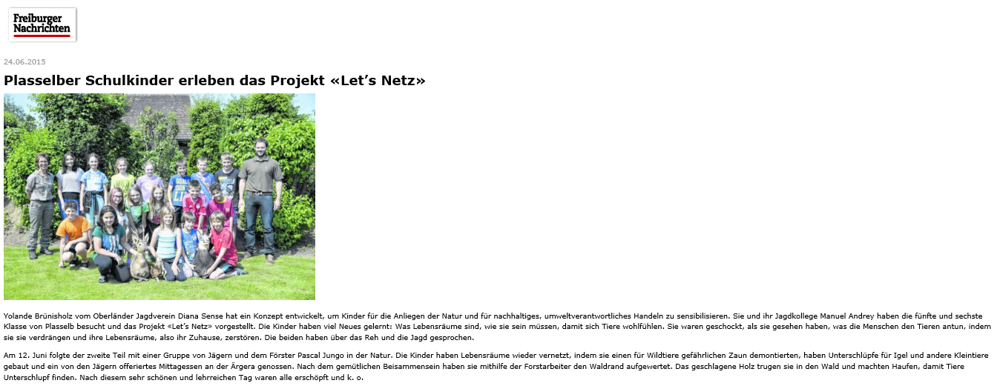 Freiburger
Nachrichten
24.06.2015
Plasselber Schulkinder erleben das Projekt «Let’s Netz»
GOALS
DON'T
LIE
Yolande Brünisholz vom Oberländer Jagdverein Diana Sense hat ein Konzept entwickelt, um Kinder für die Anliegen der Natur und für nachhaltiges, umweltverantwortliches Handeln zu sensibilisieren. Sie und ihr Jagdkollege Manuel Andrey haben die fünfte und sechste
Klasse von Plasselb besucht und das Projekt «Let’s Netz» vorgestellt. Die Kinder haben viel Neues gelernt: Was Lebensräume sind, wie sie sein müssen, damit sich Tiere wohlfühlen. Sie waren geschockt, als sie gesehen haben, was die Menschen den Tieren antun, indem
sie sie verdrängen und ihre Lebensräume, also ihr Zuhause, zerstören. Die beiden haben über das Reh und die Jagd gesprochen.
Am 12. Juni folgte der zweite Teil mit einer Gruppe von Jägern und dem Förster Pascal Jungo in der Natur. Die Kinder haben Lebensräume wieder vernetzt, indem sie einen für Wildtiere gefährlichen Zaun demontierten, haben Unterschlüpfe für Igel und andere Kleintiere
gebaut und ein von den Jägern offeriertes Mittagessen an der Ärgera genossen. Nach dem gemütlichen Beisammensein haben sie mithilfe der Forstarbeiter den Waldrand aufgewertet. Das geschlagene Holz trugen sie in den Wald und machten Haufen, damit Tiere
Unterschlupf finden. Nach diesem sehr schönen und lehrreichen Tag waren alle erschöpft und k. o.